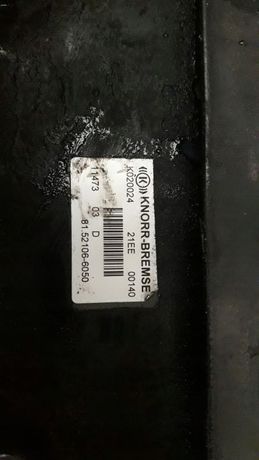 ((K)) KNORR-BREMSE
K020024 21EE 00140
11473 03 D
81.52106-6050